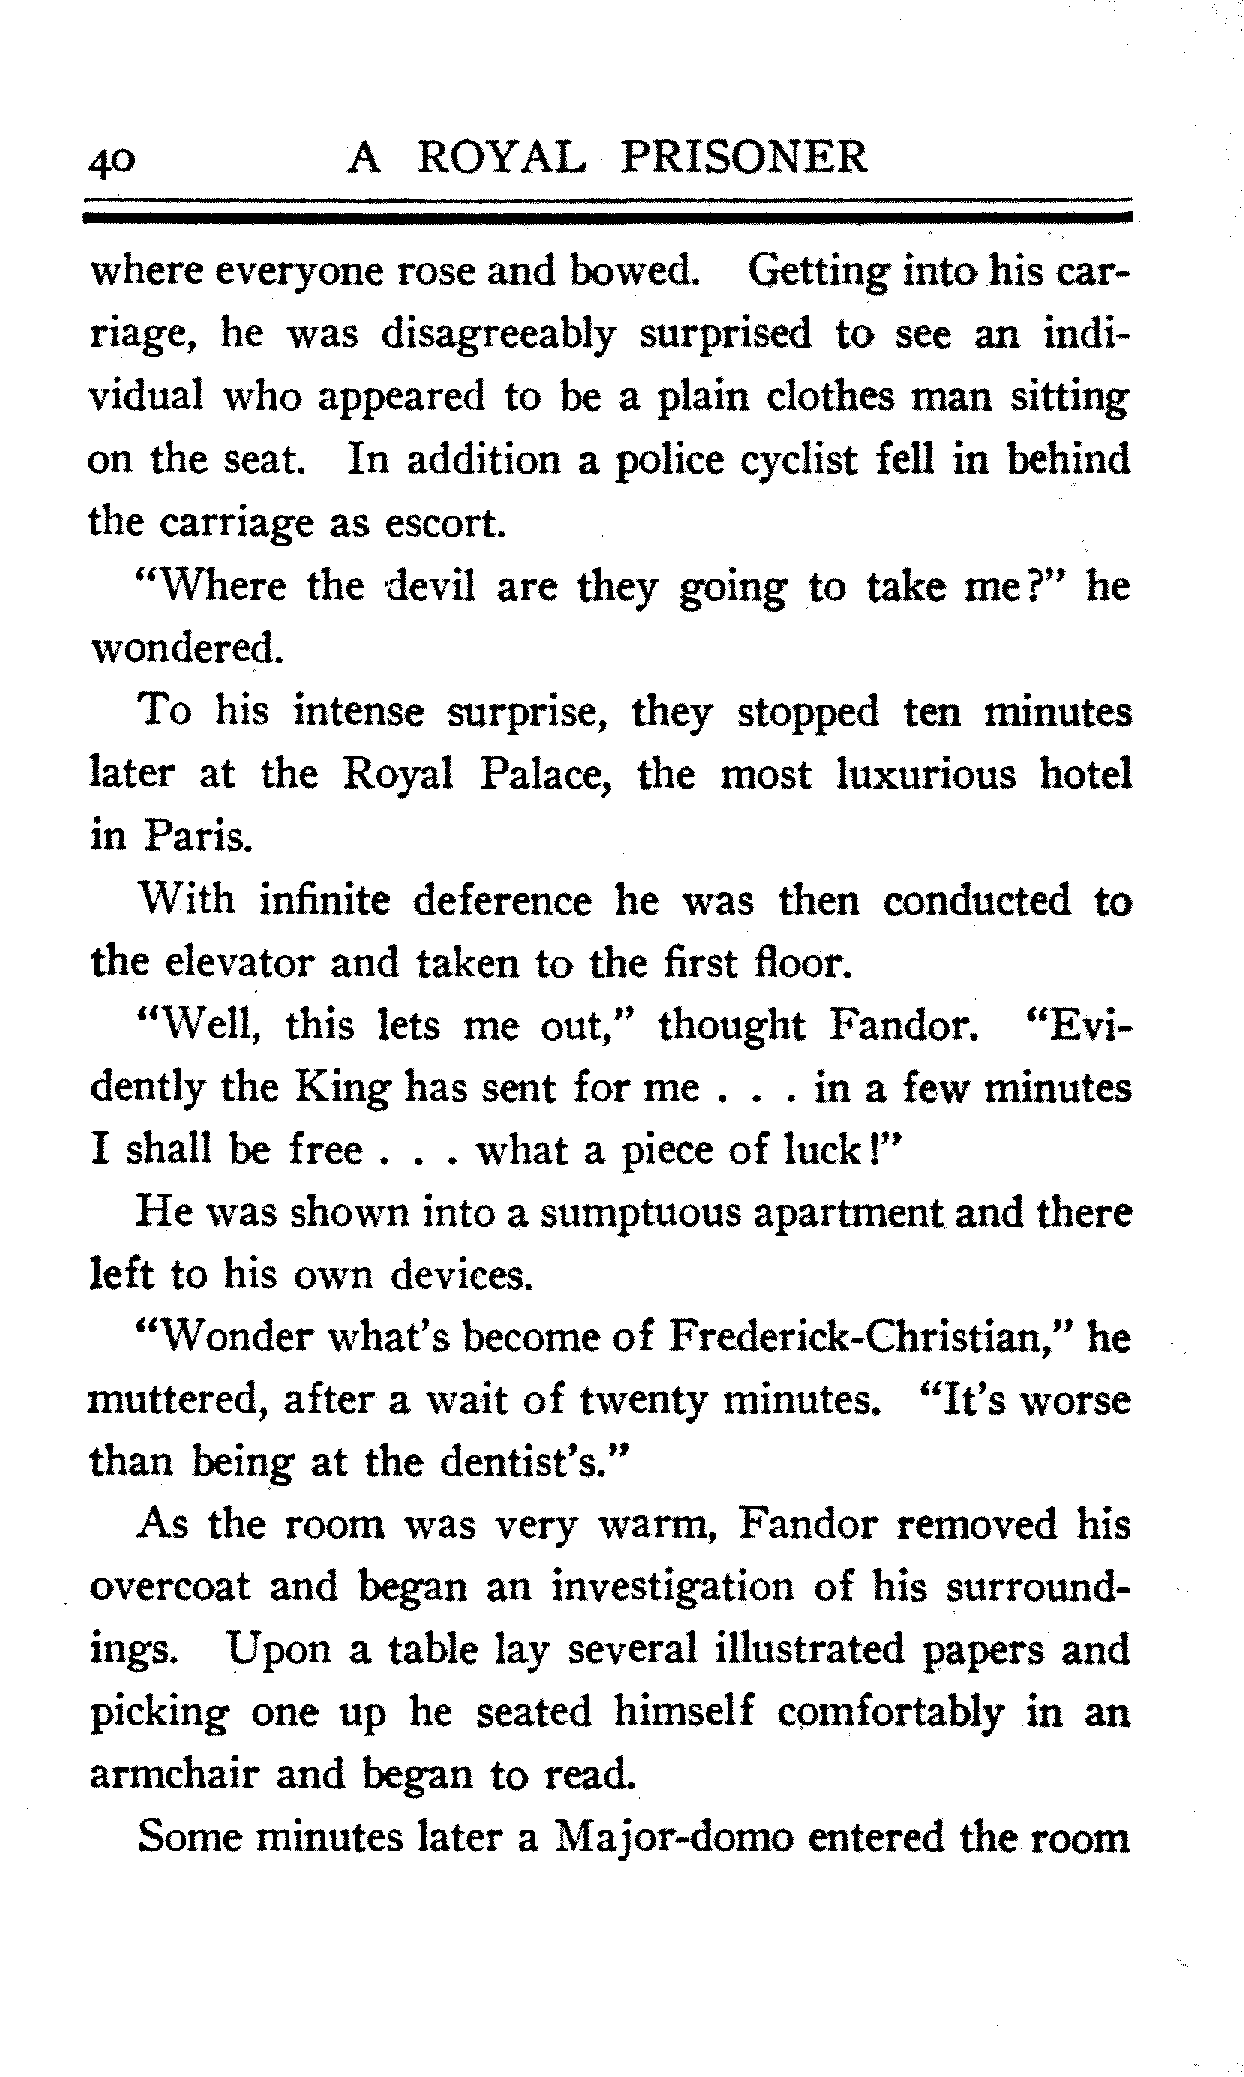 40 A ROYAL PRISONER
where everyone rose and bowed. Getting into his car-
riage, he was disagreeably surprised to see an indi-
vidual who appeared to be a plain clothes man sitting
on the seat. In addition a police cyclist fell in behind
the carriage as escort.
"Where the devil are they going to take me?" he
wondered.
To his intense surprise, they stopped ten minutes
later at the Royal Palace, the most luxurious hotel
in Paris.
With infinite deference he was then conducted to
the elevator and taken to the first floor.
"Well, this lets me out," thought Fandor. "Evi-
dently the King has sent for me . . . in a few minutes
I shall be free . . . what a piece of luck!"
He was shown into a sumptuous apartment and there
left to his own devices.
"Wonder what's become of Frederick-Christian," he
muttered, after a wait of twenty minutes. "It's worse
than being at the dentist's."
As the room was very warm, Fandor removed his
overcoat and began an investigation of his surround-
ings. Upon a table lay several illustrated papers and
picking one up he seated himself comfortably in an
armchair and began to read.
Some minutes later a Major-domo entered the room